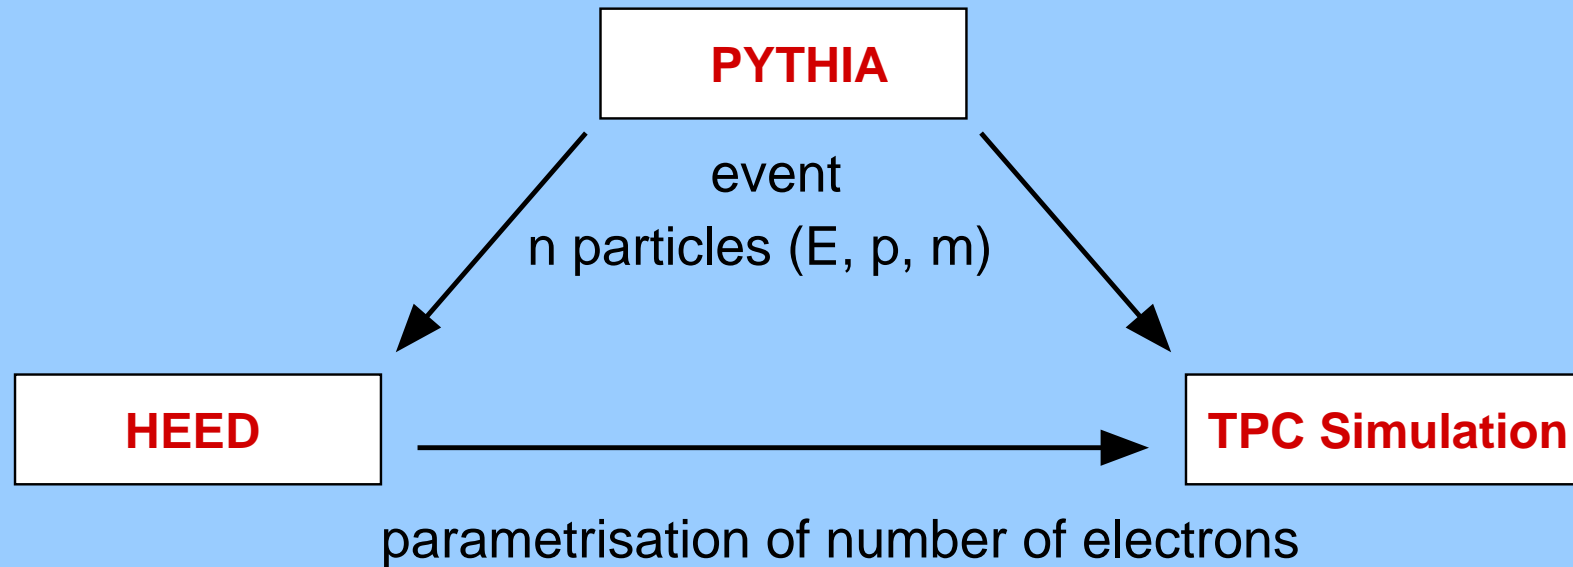 PYTHIA
event
n particles (E, p, m)
HEED
TPC Simulation
parametrisation of number of electrons